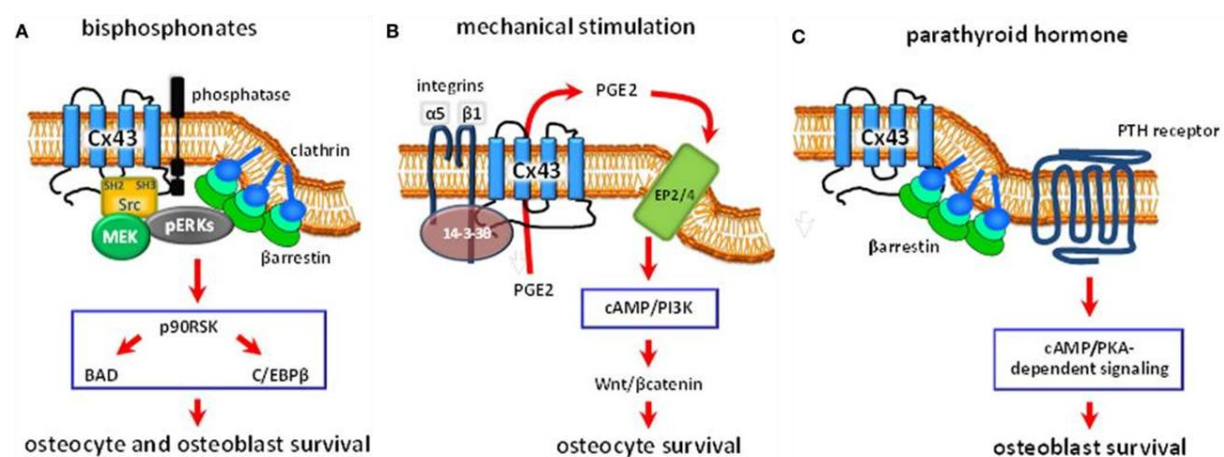 A
bisphosphonates
phosphatase
Cx43
clathrin
SH2 SH3
Src
MEK
pERKs
βarrestin
p90RSK
BAD
C/EBPβ
osteocyte and osteoblast survival
B
mechanical stimulation
integrins
α5 β1
PGE2
Cx43
EP2/4
14-3-3θ
PGE2
cAMP/PI3K
Wnt/βcatenin
osteocyte survival
C
parathyroid hormone
PTH receptor
Cx43
βarrestin
cAMP/PKA-
dependent signaling
osteoblast survival